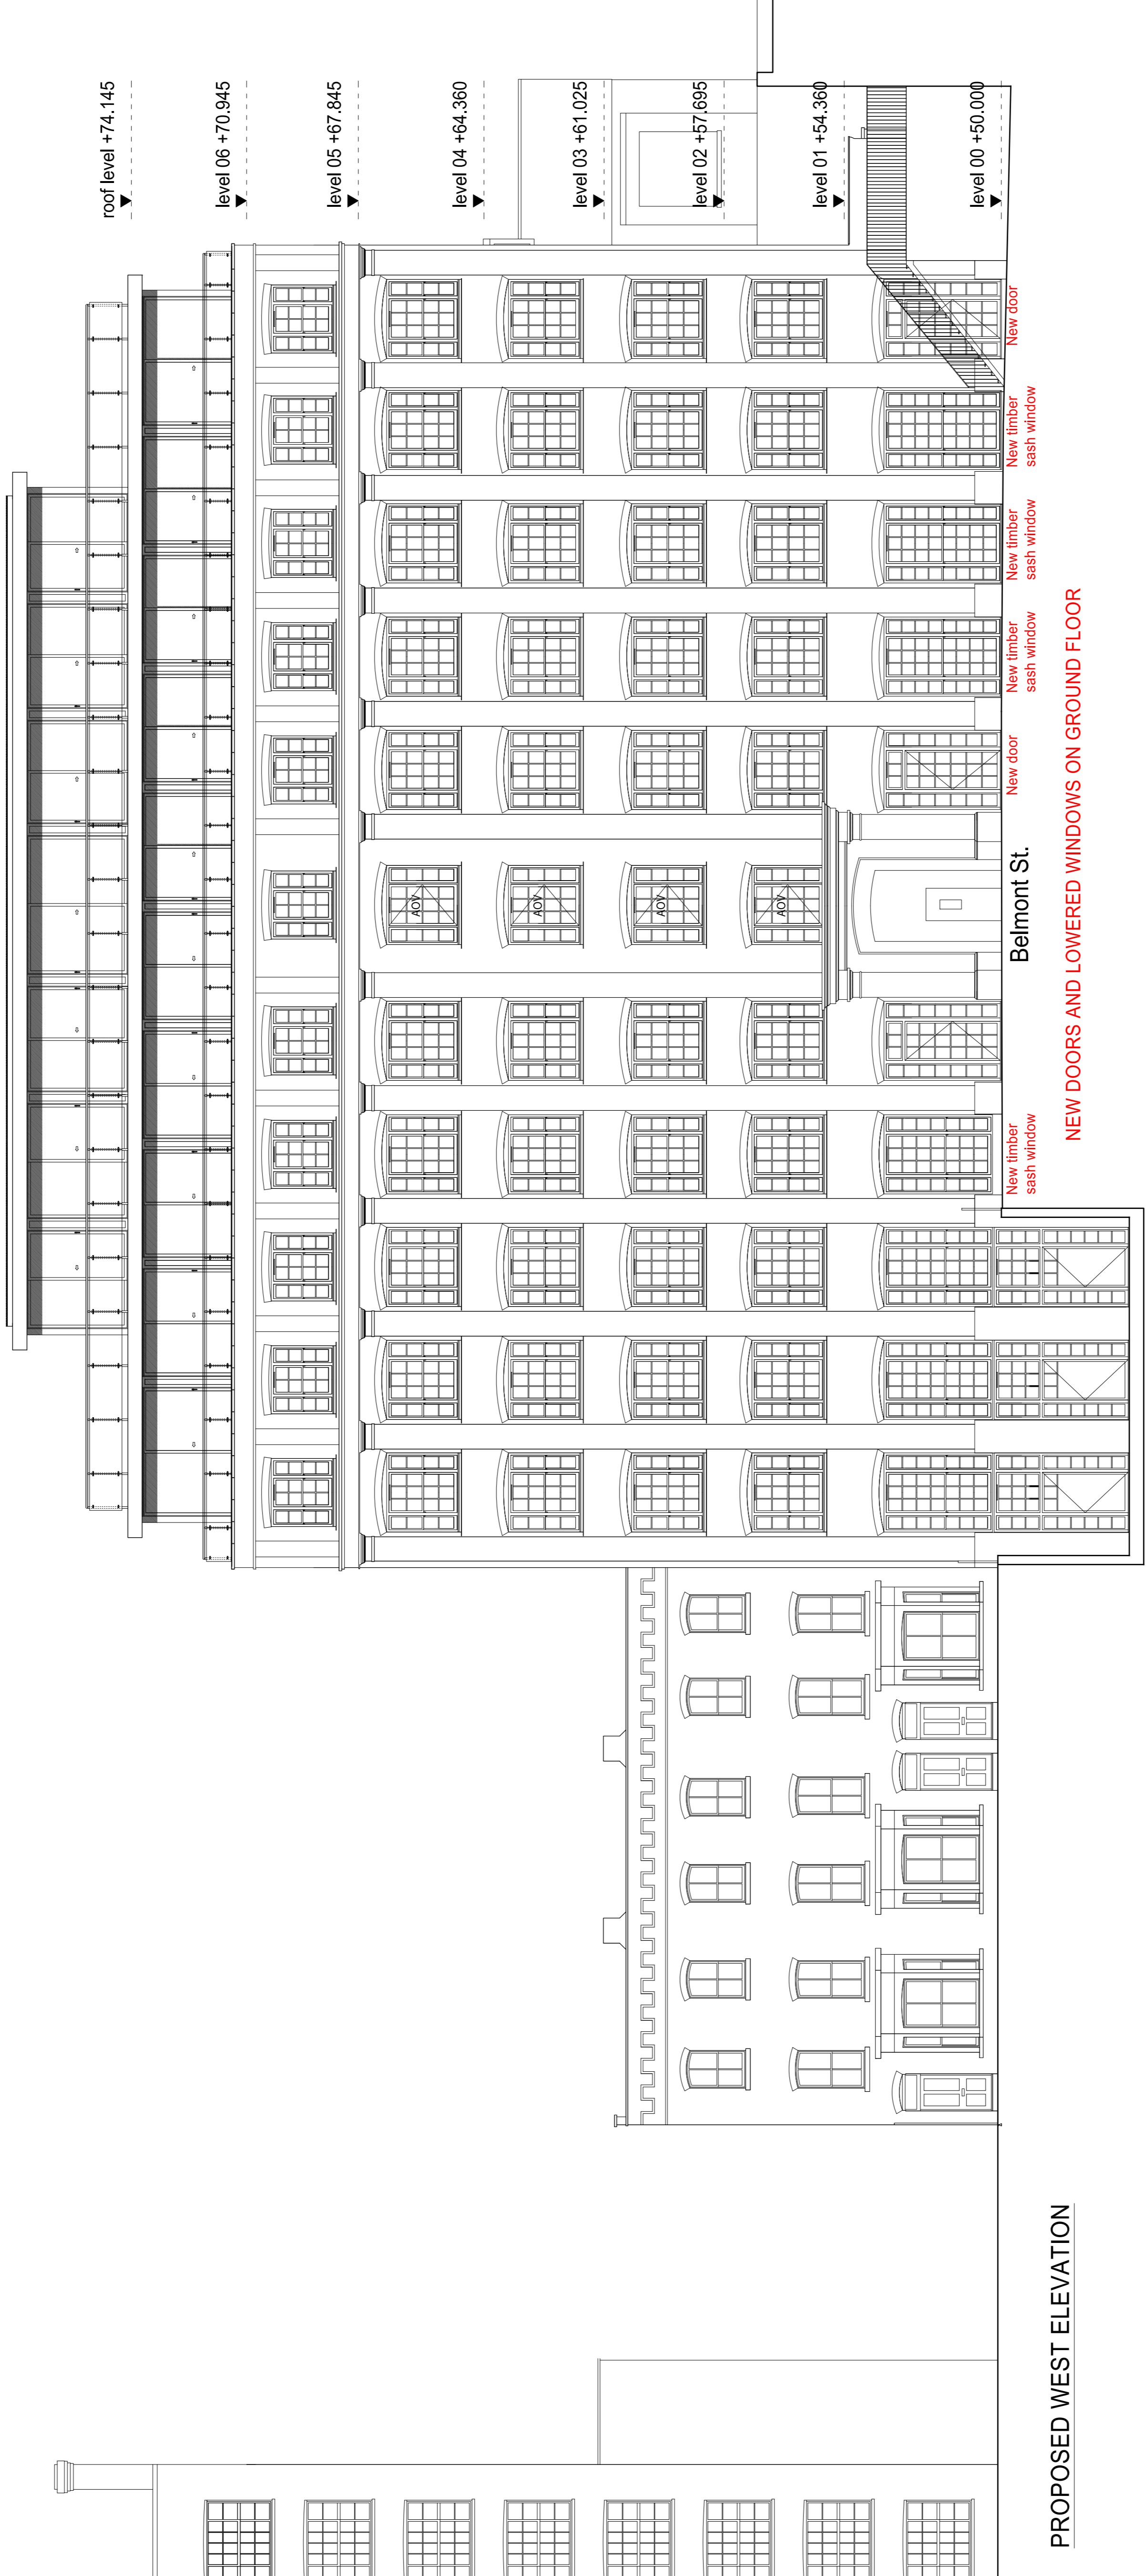 roof level +74.145
level 06 +70.945
level 05 +67.845
level 04 +64.360
level 03 +61.025
level 02 +57.695
level 01 +54.360
level 00 +50.000
AOV
AOV
AOV
AOV
New timber
sash window
New door
New timber
sash window
New timber
sash window
New timber
sash window
New door
Belmont St.
NEW DOORS AND LOWERED WINDOWS ON GROUND FLOOR
PROPOSED WEST ELEVATION